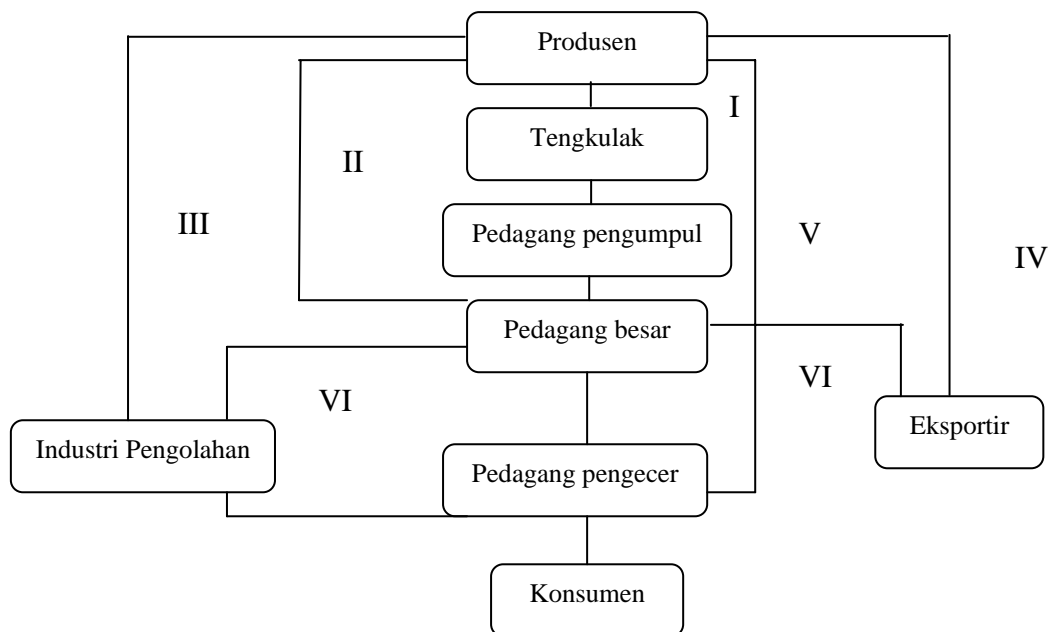 Produsen
I
Tengkulak
II
III
Pedagang pengumpul
V
IV
Pedagang besar
VI
VI
Eksportir
Industri Pengolahan
Pedagang pengecer
Konsumen